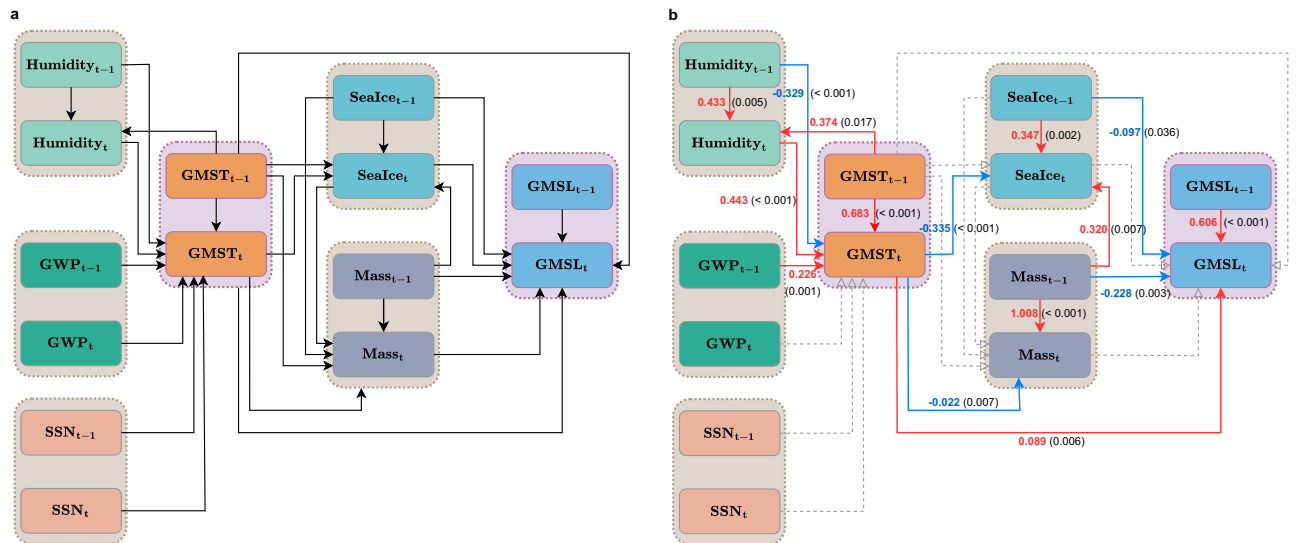 a
Humidity_{t−1}
Humidity_t
GMST_{t−1}
GMST_t
GWP_{t−1}
GWP_t
SSN_{t−1}
SSN_t
SeaIce_{t−1}
SeaIce_t
Mass_{t−1}
Mass_t
GMSL_{t−1}
GMSL_t
b
Humidity_{t−1}
-0.329 (< 0.001)
0.433 (0.005)
0.374 (0.017)
Humidity_t
0.443 (< 0.001)
GMST_{t−1}
0.683 (< 0.001)
-0.335 (< 0.001)
GMST_t
GWP_{t−1}
0.226
(0.001)
GWP_t
SSN_{t−1}
SSN_t
SeaIce_{t−1}
0.347 (0.002)
-0.097 (0.036)
SeaIce_t
0.320 (0.007)
Mass_{t−1}
-0.228 (0.003)
1.008 (< 0.001)
Mass_t
-0.022 (0.007)
0.089 (0.006)
GMSL_{t−1}
0.606 (< 0.001)
GMSL_t